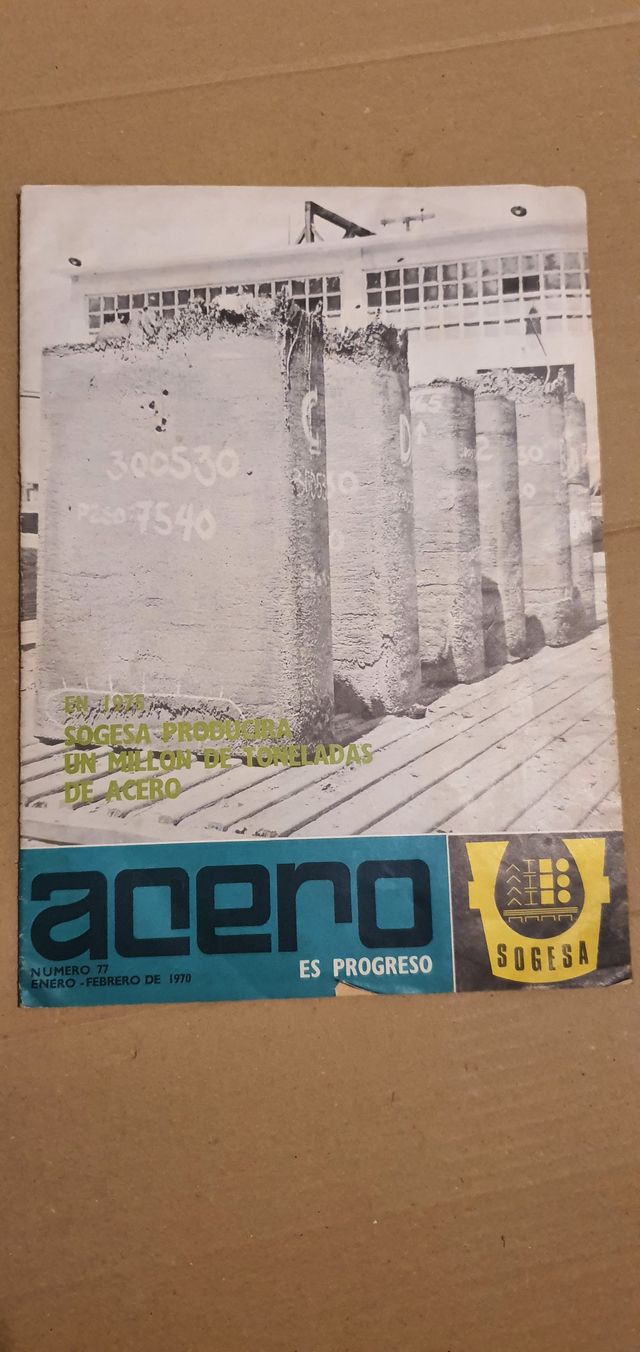 300530
PESO 7540
Ç
D
EN 1975
SOGESA PRODUCIRA
UN MILLON DE TONELADAS
DE ACERO
acero
ES PROGRESO
NUMERO 77
ENERO - FEBRERO DE 1970
SOGESA